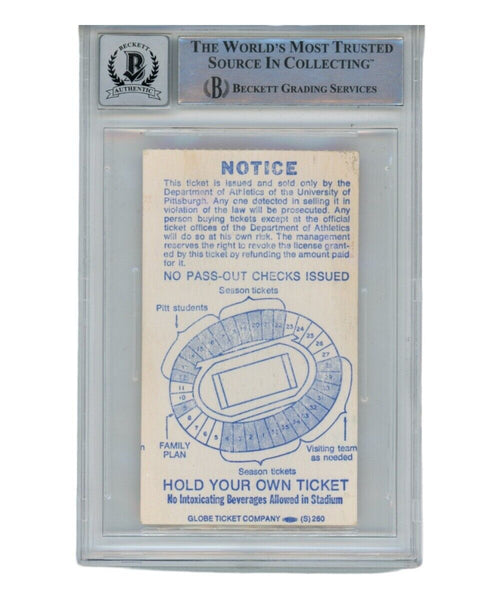 BECKETT
B
AUTHENTIC
THE WORLD'S MOST TRUSTED
SOURCE IN COLLECTING™
B BECKETT GRADING SERVICES
NOTICE
This ticket is issued and sold only by the
Department of Athletics of the University of
Pittsburgh. Any one detected in selling it in
violation of the law will be prosecuted. Any
person buying tickets except at the official
ticket offices of the Department of Athletics
will do so at his own risk. The management
reserves the right to revoke the license grant-
ed by this ticket by refunding the amount paid
for it.
NO PASS-OUT CHECKS ISSUED
Season tickets
Pitt students
FAMILY
PLAN
Visiting team
as needed
Season tickets
HOLD YOUR OWN TICKET
No Intoxicating Beverages Allowed in Stadium
GLOBE TICKET COMPANY (S) 260